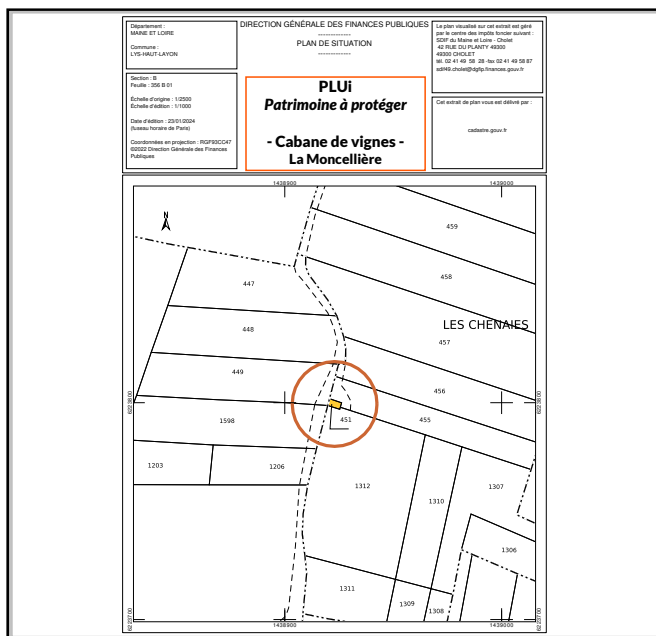 Département :
MAINE ET LOIRE
Commune :
LYS-HAUT-LAYON
Section : B
Feuille : 356 B 01
Échelle d'origine : 1/2500
Échelle d'édition : 1/1000
Date d'édition : 23/01/2024
(fuseau horaire de Paris)
Coordonnées en projection : RGF93CC47
©2022 Direction Générale des Finances
Publiques
DIRECTION GÉNÉRALE DES FINANCES PUBLIQUES
-------------
PLAN DE SITUATION
-------------
PLUi
Patrimoine à protéger
- Cabane de vignes -
La Moncellière
Le plan visualisé sur cet extrait est géré
par le centre des impôts foncier suivant :
SDIF du Maine et Loire - Cholet
42 RUE DU PLANTY 49300
49300 CHOLET
tél. 02 41 49 58 28 -fax 02 41 49 58 87
sdif49.cholet@dgfip.finances.gouv.fr
Cet extrait de plan vous est délivré par :
cadastre.gouv.fr
1438900
1439000
N
459
458
447
LES CHENAIES
448
457
449
456
6223800
6223800
1598
451
455
1203
1206
1312
1307
1310
1306
1311
1309
1308
6223700
6223700
1438900
1439000